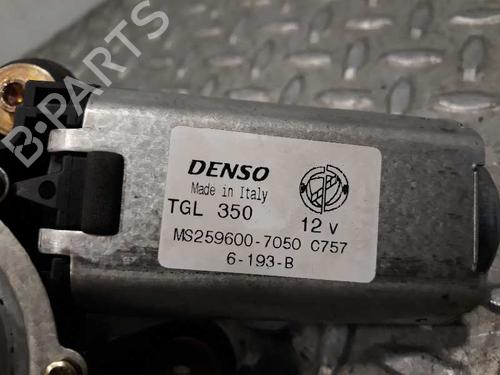 B-PARTS
DENSO
Made in Italy
TGL 350
12 V
MS259600-7050 C757
6-193-B